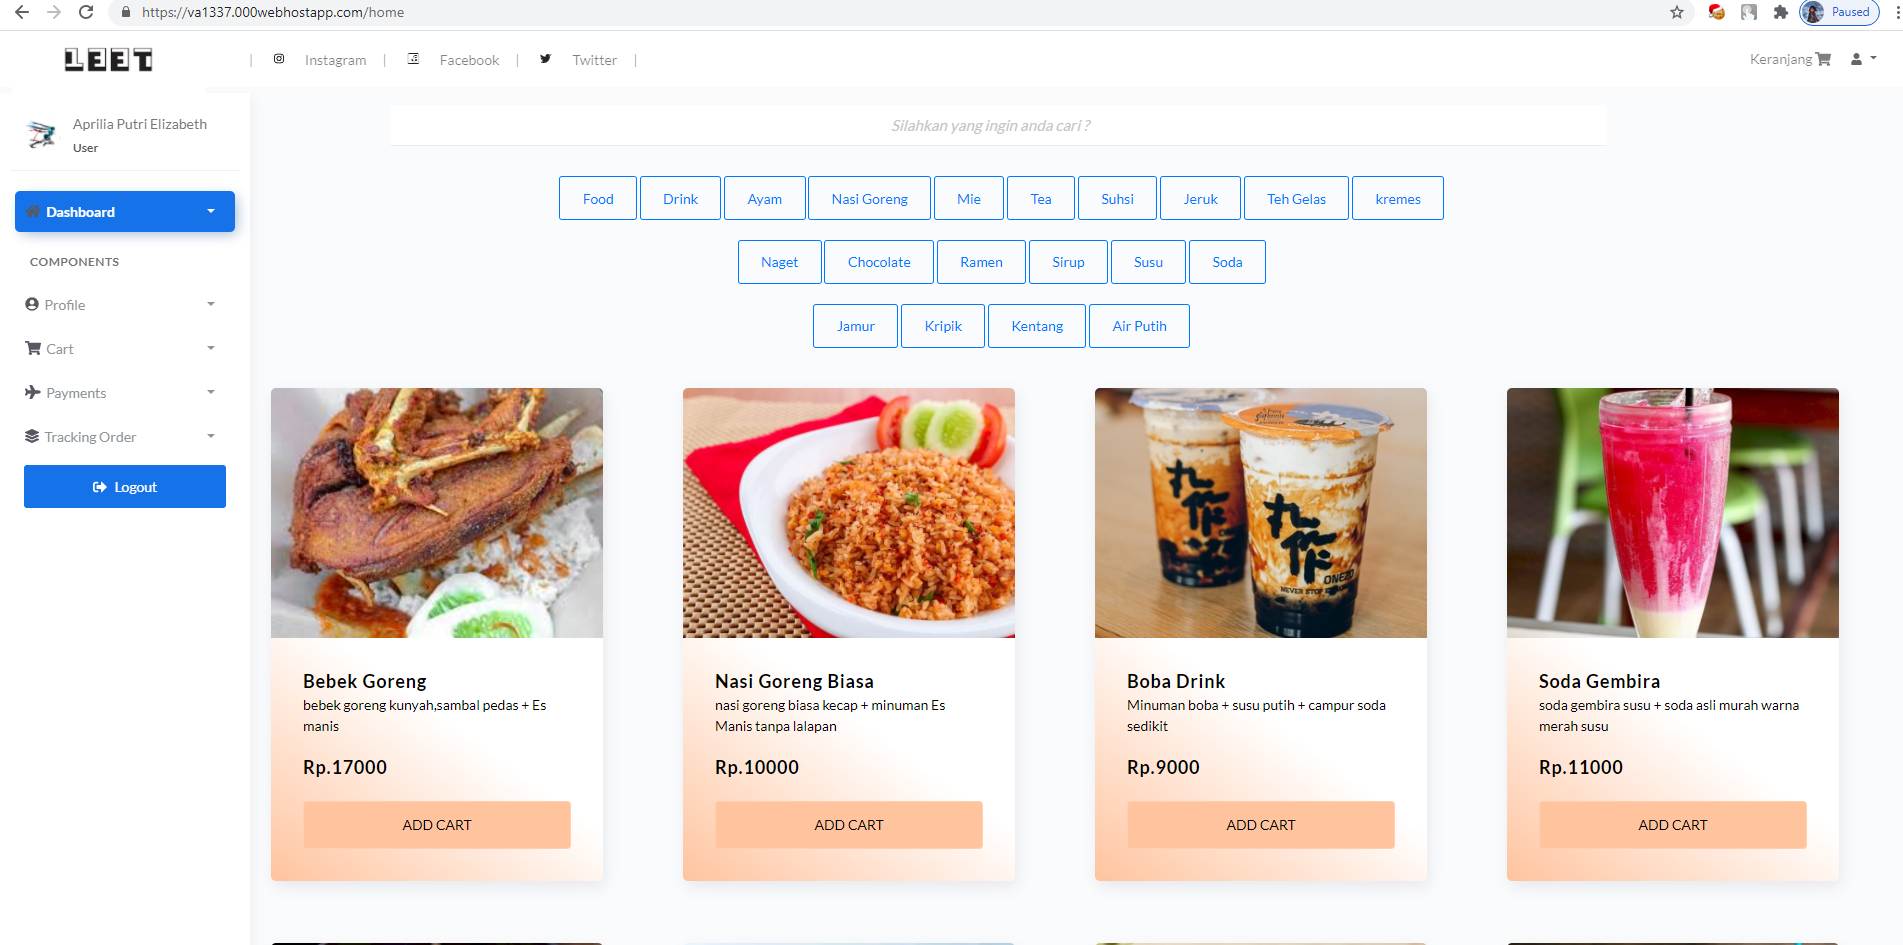 https://va1337.000webhostapp.com/home
Paused
LEET
| Instagram | Facebook | Twitter |
Keranjang
Aprilia Putri Elizabeth
User
Silahkan yang ingin anda cari ?
Dashboard
COMPONENTS
Profile
Cart
Payments
Tracking Order
Logout
Food Drink Ayam Nasi Goreng Mie Tea Suhsi Jeruk Teh Gelas kremes
Naget Chocolate Ramen Sirup Susu Soda
Jamur Kripik Kentang Air Putih
丸作
ONEZO
NEVER STOP
Bebek Goreng
bebek goreng kunyah,sambal pedas + Es
manis
Rp.17000
ADD CART
Nasi Goreng Biasa
nasi goreng biasa kecap + minuman Es
Manis tanpa lalapan
Rp.10000
ADD CART
Boba Drink
Minuman boba + susu putih + campur soda
sedikit
Rp.9000
ADD CART
Soda Gembira
soda gembira susu + soda asli murah warna
merah susu
Rp.11000
ADD CART